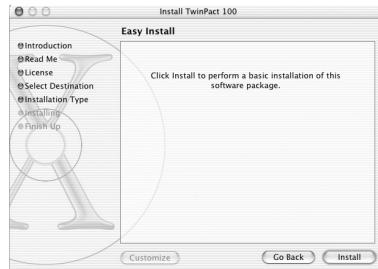 Install TwinPact 100
Easy Install
Introduction
Read Me
License
Select Destination
Installation Type
Installing
Finish Up
Click Install to perform a basic installation of this
software package.
Customize
Go Back
Install